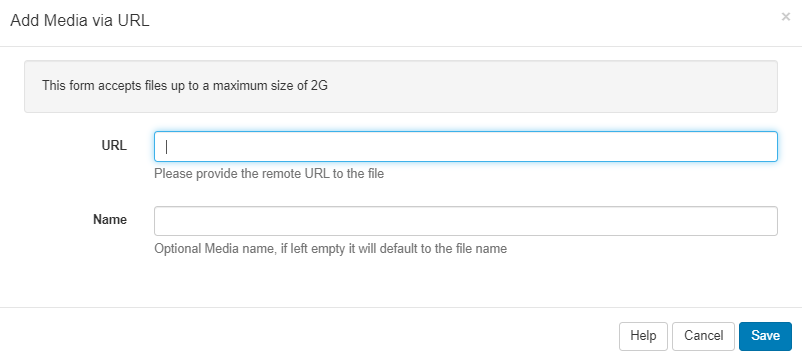 Add Media via URL
×
This form accepts files up to a maximum size of 2G
URL
Please provide the remote URL to the file
Name
Optional Media name, if left empty it will default to the file name
Help Cancel Save